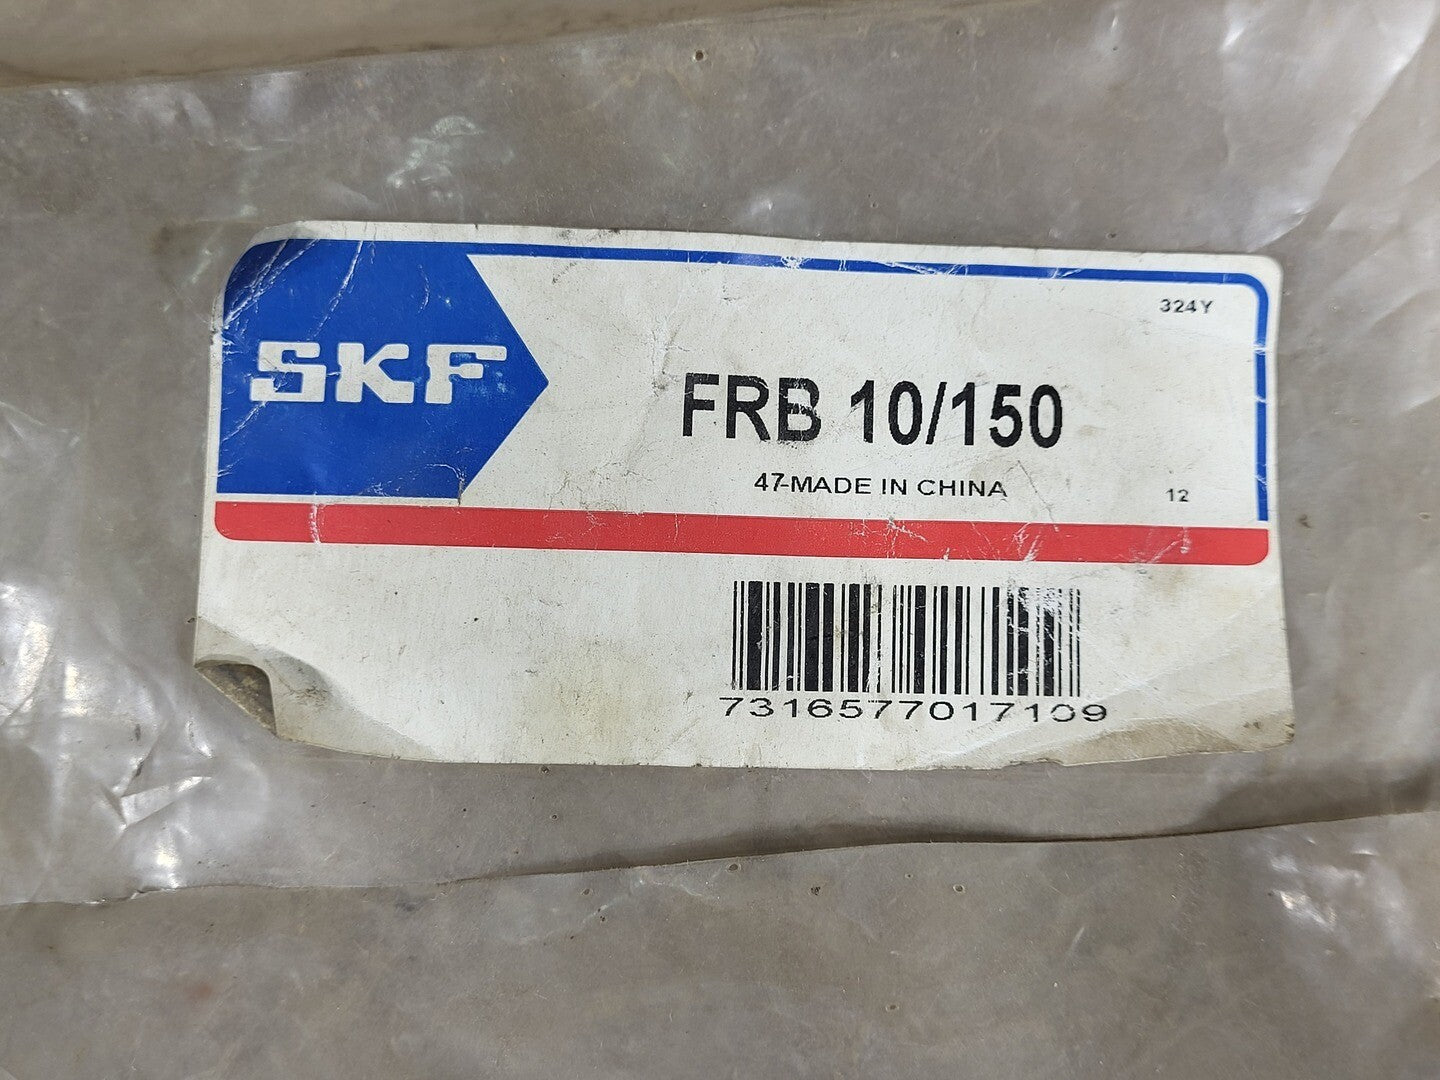 324Y
SKF
FRB 10/150
47-MADE IN CHINA
12
7316577017109